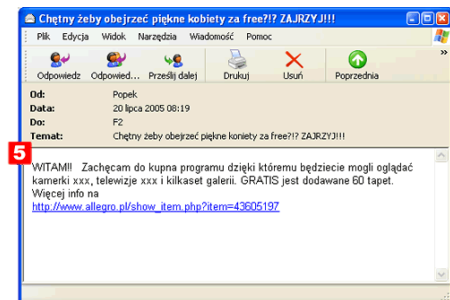 Chętny żeby obejrzeć piękne kobiety za free?!? ZAJRZYJ!!!
Plik Edycja Widok Narzędzia Wiadomość Pomoc
Odpowiedz Odpowied... Prześlij dalej Drukuj Usuń Poprzednia »
Od: Popek
Data: 20 lipca 2005 08:19
Do: F2
Temat: Chętny żeby obejrzeć piękne koniety za free?!? ZAJRZYJ!!!
5
WITAM!! Zachęcam do kupna programu dzięki któremu będziecie mogli oglądać
kamerki xxx, telewizje xxx i kilkaset galerii. GRATIS jest dodawane 60 tapet.
Więcej info na
http://www.allegro.pl/show_item.php?item=43605197